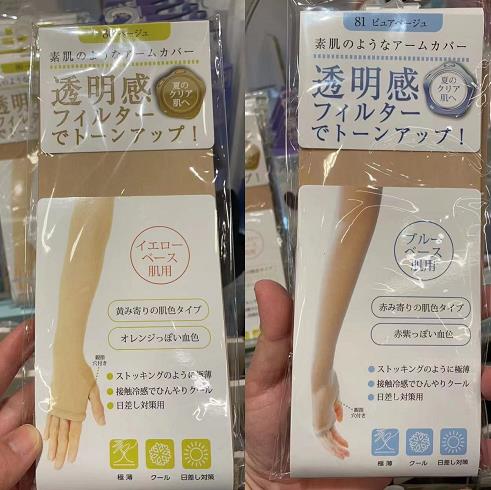 ベージュ
素肌のようなアームカバー
透明感
フィルター
でトーンアップ！
夏の
クリア
肌へ
イエロー
ベース
肌用
黄み寄りの肌色タイプ
オレンジっぽい血色
親指
穴付き
ストッキングのように極薄
接触冷感でひんやりクール
日差し対策用
極薄
クール
日差し対策
81 ピュアベージュ
素肌のようなアームカバー
透明感
フィルター
でトーンアップ！
夏の
クリア
肌へ
ブルー
ベース
肌用
赤み寄りの肌色タイプ
赤紫っぽい血色
親指
穴付き
ストッキングのように極薄
接触冷感でひんやりクール
日差し対策用
極薄
クール
日差し対策